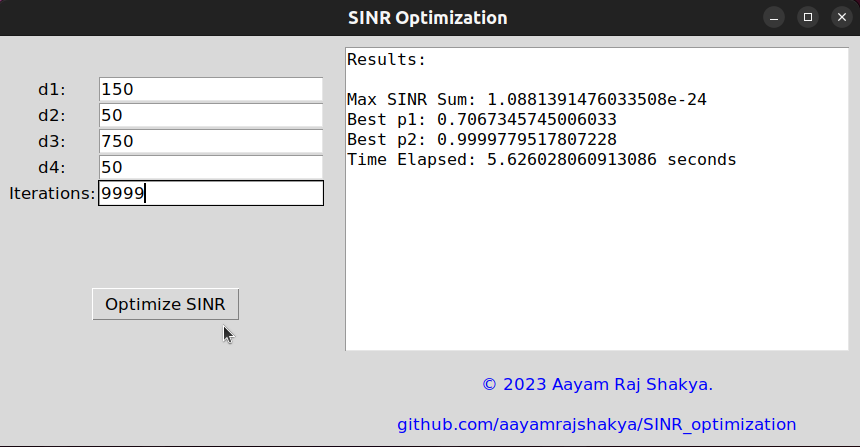 SINR Optimization
d1: 150
d2: 50
d3: 750
d4: 50
Iterations: 9999
Optimize SINR
Results:
Max SINR Sum: 1.0881391476033508e-24
Best p1: 0.7067345745006033
Best p2: 0.9999779517807228
Time Elapsed: 5.626028060913086 seconds
© 2023 Aayam Raj Shakya.
github.com/aayamrajshakya/SINR_optimization